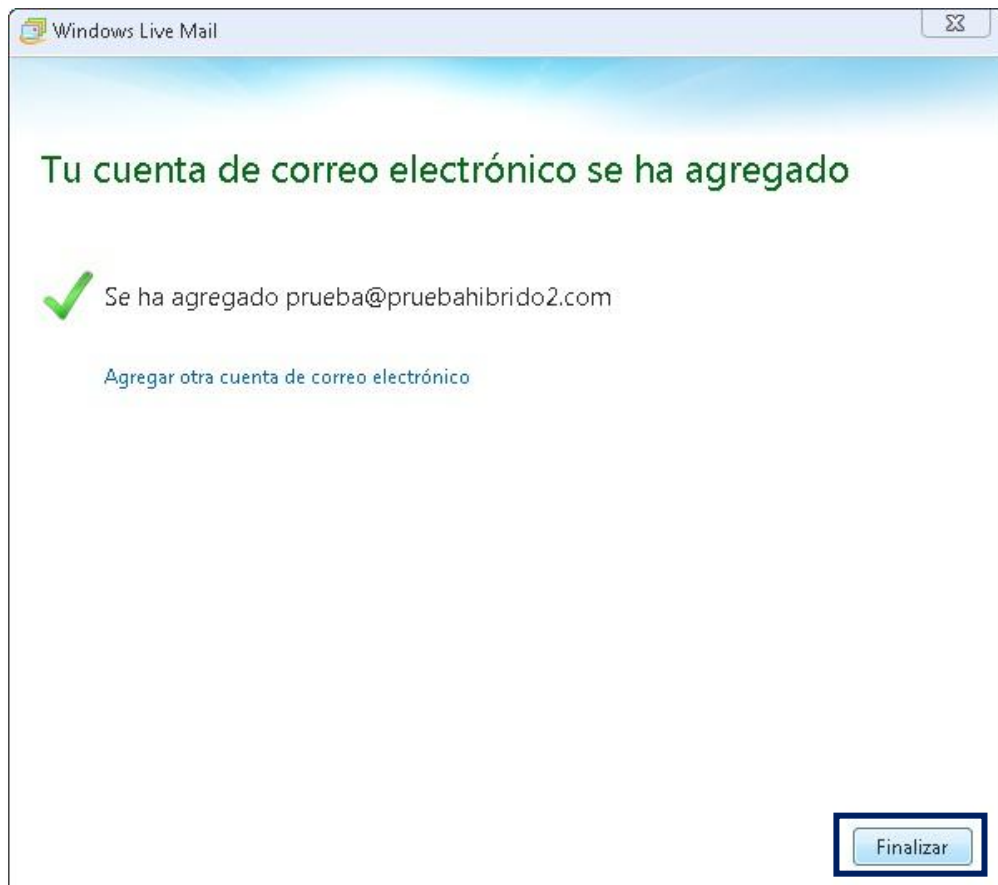 Windows Live Mail
Tu cuenta de correo electrónico se ha agregado
Se ha agregado prueba@pruebahibrido2.com
Agregar otra cuenta de correo electrónico
Finalizar